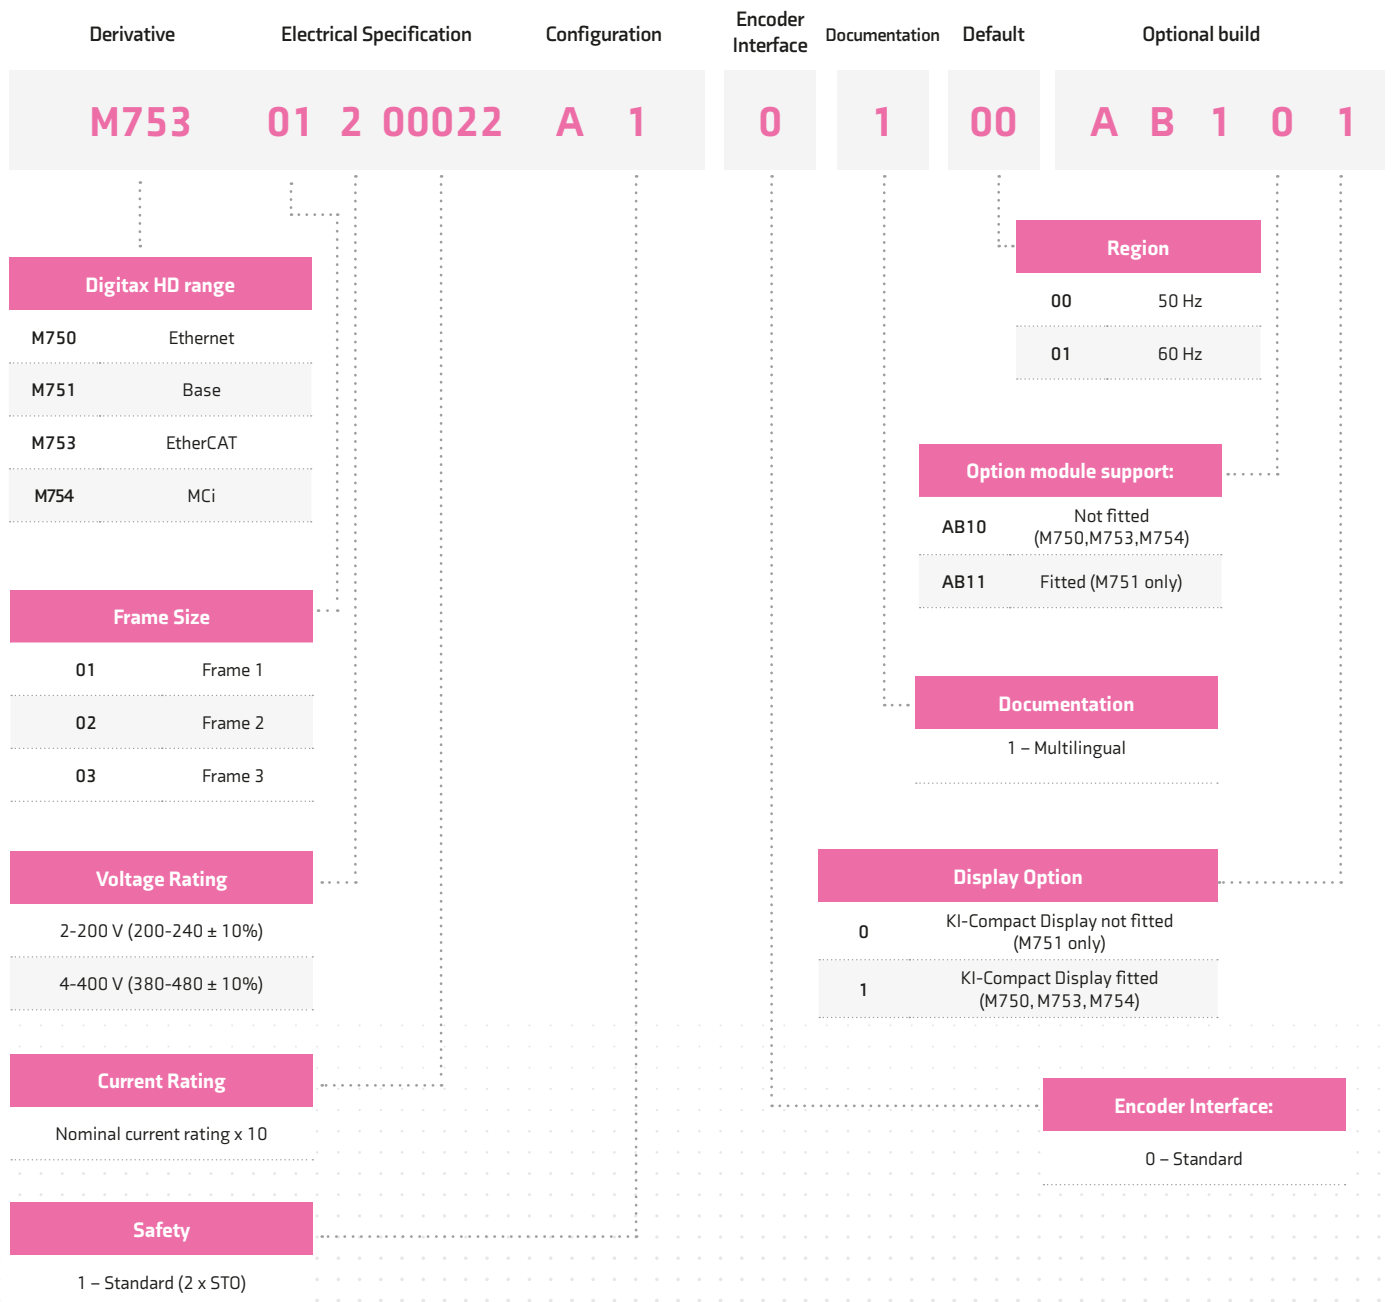 Derivative
Electrical Specification
Configuration
Encoder
Interface
Documentation
Default
Optional build
M753 01 2 00022 A 1 0 1 00 A B 1 0 1
Digitax HD range
M750 Ethernet
M751 Base
M753 EtherCAT
M754 MCi
Frame Size
01 Frame 1
02 Frame 2
03 Frame 3
Voltage Rating
2-200 V (200-240 ± 10%)
4-400 V (380-480 ± 10%)
Current Rating
Nominal current rating x 10
Safety
1 – Standard (2 x STO)
Region
00 50 Hz
01 60 Hz
Option module support:
AB10 Not fitted
(M750,M753,M754)
AB11 Fitted (M751 only)
Documentation
1 – Multilingual
Display Option
0 KI-Compact Display not fitted
(M751 only)
1 KI-Compact Display fitted
(M750, M753, M754)
Encoder Interface:
0 – Standard